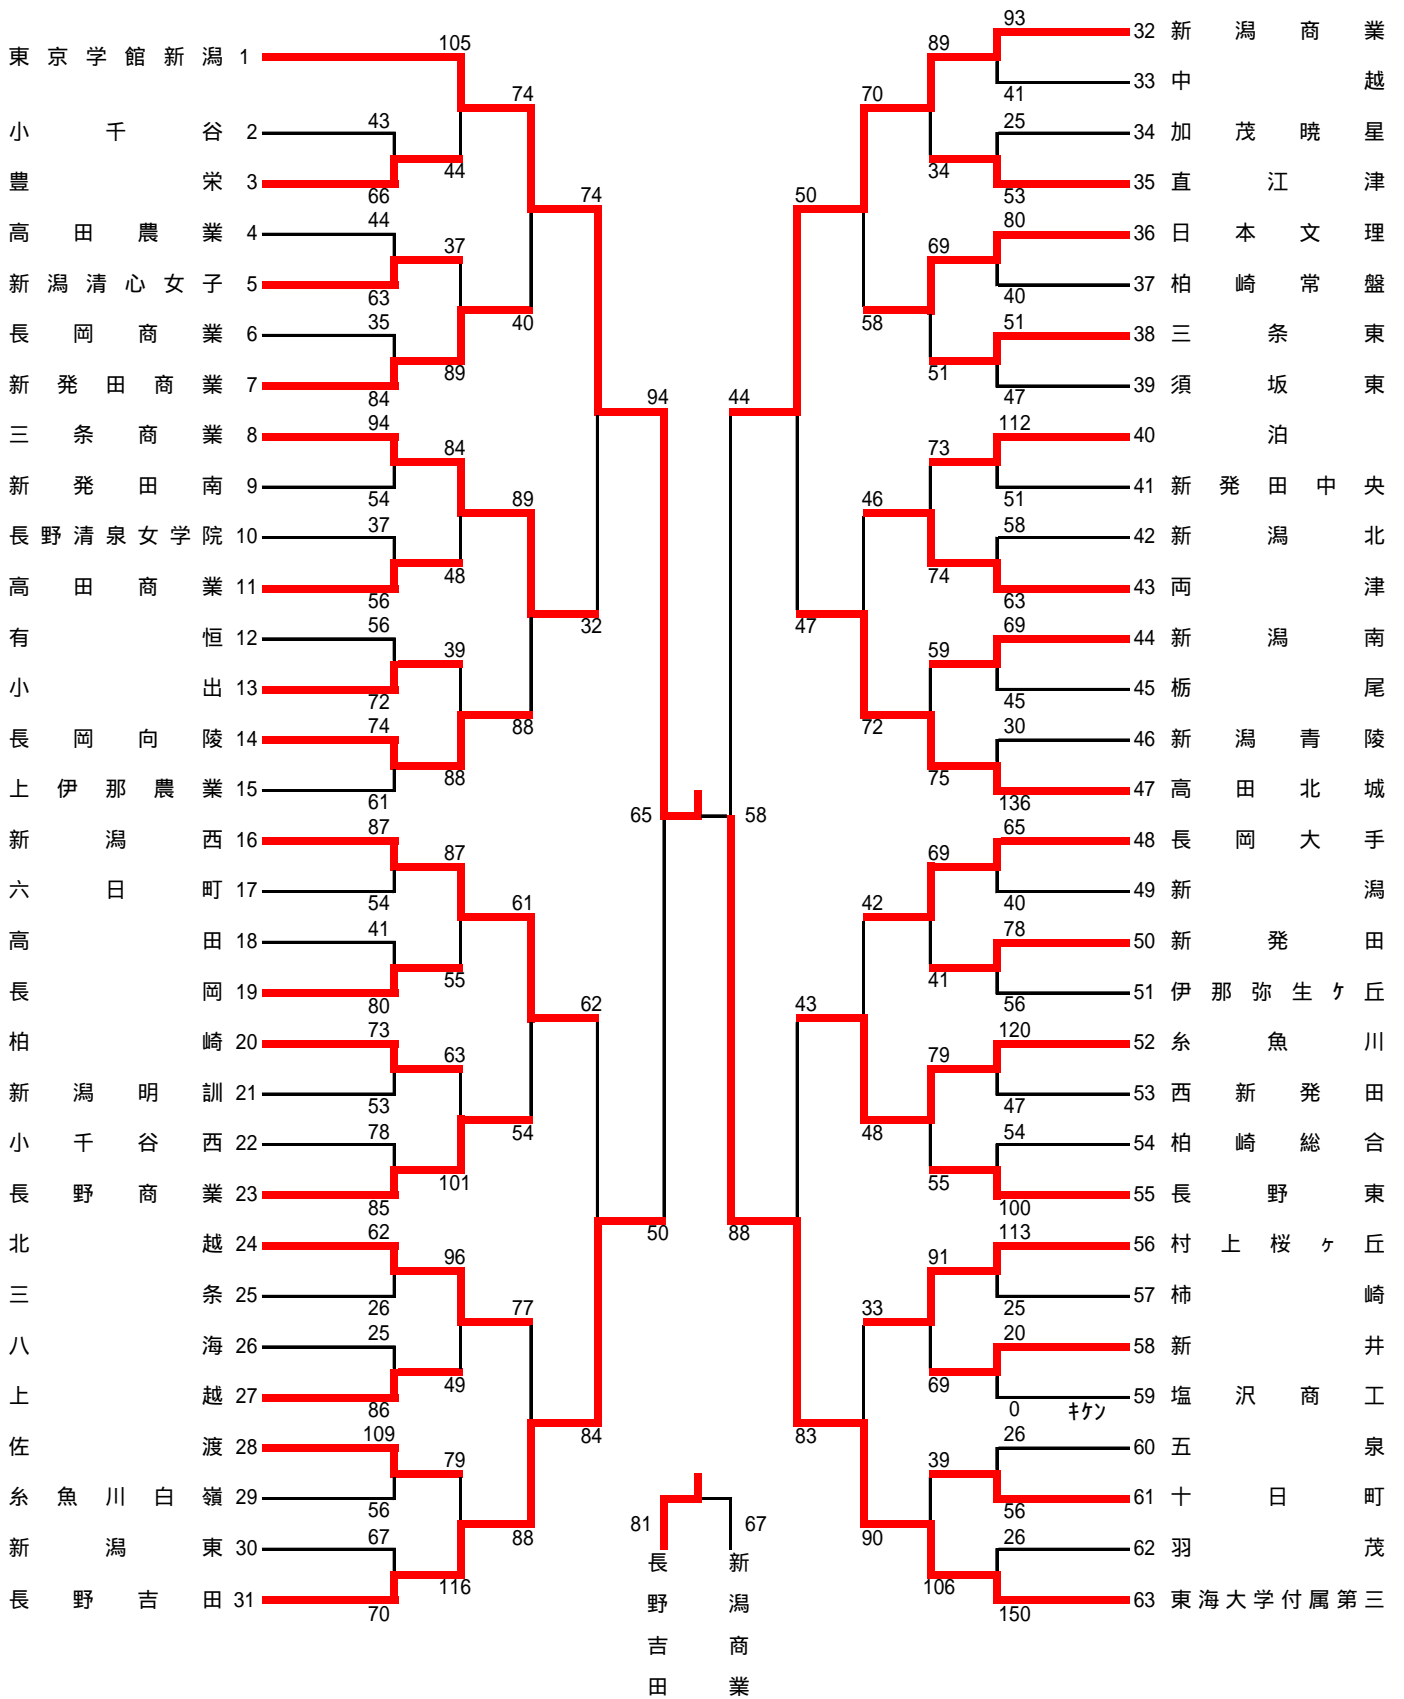 東京学館新潟 1
小千谷 2
豊栄 3
高田農業 4
新潟清心女子 5
長岡商業 6
新発田商業 7
三条商業 8
新発田南 9
長野清泉女学院 10
高田商業 11
有恒 12
小出 13
長岡向陵 14
上伊那農業 15
新潟西 16
六日町 17
高田 18
長岡 19
柏崎 20
新潟明訓 21
小千谷西 22
長野商業 23
北越 24
三条 25
八海 26
上越 27
佐渡 28
糸魚川白嶺 29
新潟東 30
長野吉田 31
43
66
44
63
35
84
94
54
37
56
56
72
74
61
87
54
41
80
73
53
78
85
62
26
25
86
109
56
67
70
105
44
37
89
84
48
39
88
87
55
63
101
96
49
79
116
74
40
89
88
61
54
77
88
74
32
62
84
94
50
65
58
44
88
50
47
43
83
70
58
46
72
42
48
33
90
89
34
69
51
73
74
59
75
69
41
79
55
91
69
39
106
93
41
25
53
80
40
51
47
112
51
58
63
69
45
30
136
65
40
78
56
120
47
54
100
113
25
20
0 キケン
26
56
26
150
32 新潟商業
33 中越
34 加茂暁星
35 直江津
36 日本文理
37 柏崎常盤
38 三条東
39 須坂東
40 泊
41 新発田中央
42 新潟北
43 両津
44 新潟南
45 栃尾
46 新潟青陵
47 高田北城
48 長岡大手
49 新潟
50 新発田
51 伊那弥生ケ丘
52 糸魚川
53 西新発田
54 柏崎総合
55 長野東
56 村上桜ヶ丘
57 柿崎
58 新井
59 塩沢商工
60 五泉
61 十日町
62 羽茂
63 東海大学付属第三
81
67
長野吉田
新潟商業